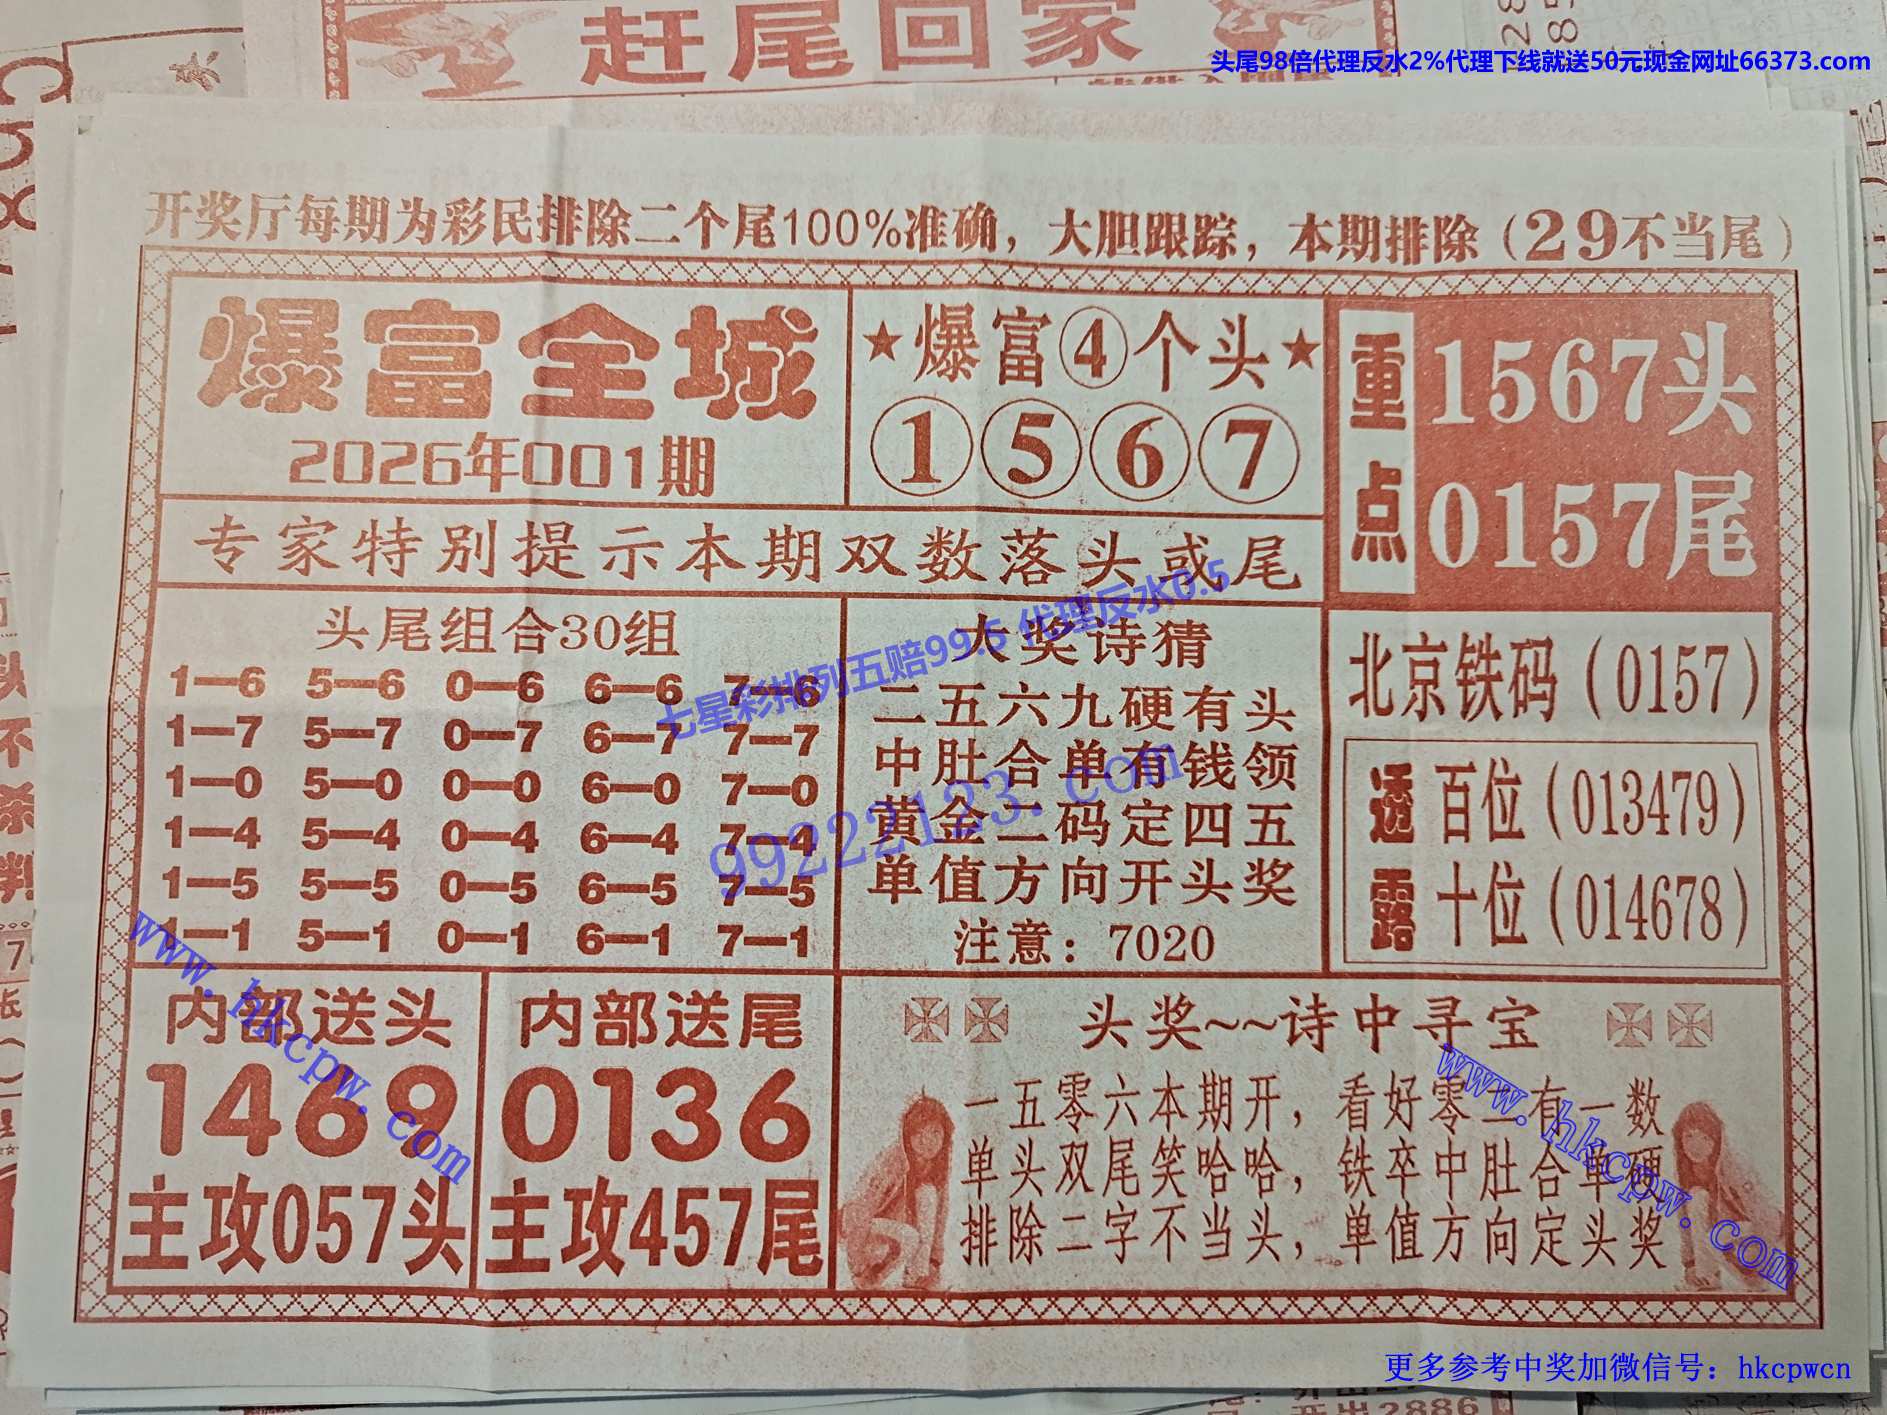 赶尾回家
头尾98倍代理反水2%代理下线就送50元现金网址66373.com
开奖厅每期为彩民排除二个尾100%准确，大胆跟踪，本期排除（29不当尾）
爆富全城
2026年001期
★爆富④个头★
①⑤⑥⑦
重点
1567头
0157尾
专家特别提示本期双数落头或尾
头尾组合30组
1—6 5—6 0—6 6—6 7—6
1—7 5—7 0—7 6—7 7—7
1—0 5—0 0—0 6—0 7—0
1—4 5—4 0—4 6—4 7—4
1—5 5—5 0—5 6—5 7—5
1—1 5—1 0—1 6—1 7—1
大奖诗猜
二五六九硬有头
中肚合单有钱领
黄金二码定四五
单值方向开头奖
注意：7020
七星彩排列五赔99.5 代理反水0.5
99222123.com
北京铁码（0157）
透露
百位（013479）
十位（014678）
内部送头
1469
主攻057头
内部送尾
0136
主攻457尾
头奖~~诗中寻宝
一五零六本期开，看好零二有一数
单头双尾笑哈哈，铁卒中肚合单硬
排除二字不当头，单值方向定头奖
www.hkcpw.com
www.hkcpw.com
更多参考中奖加微信号：hkcpwcn
开出2886